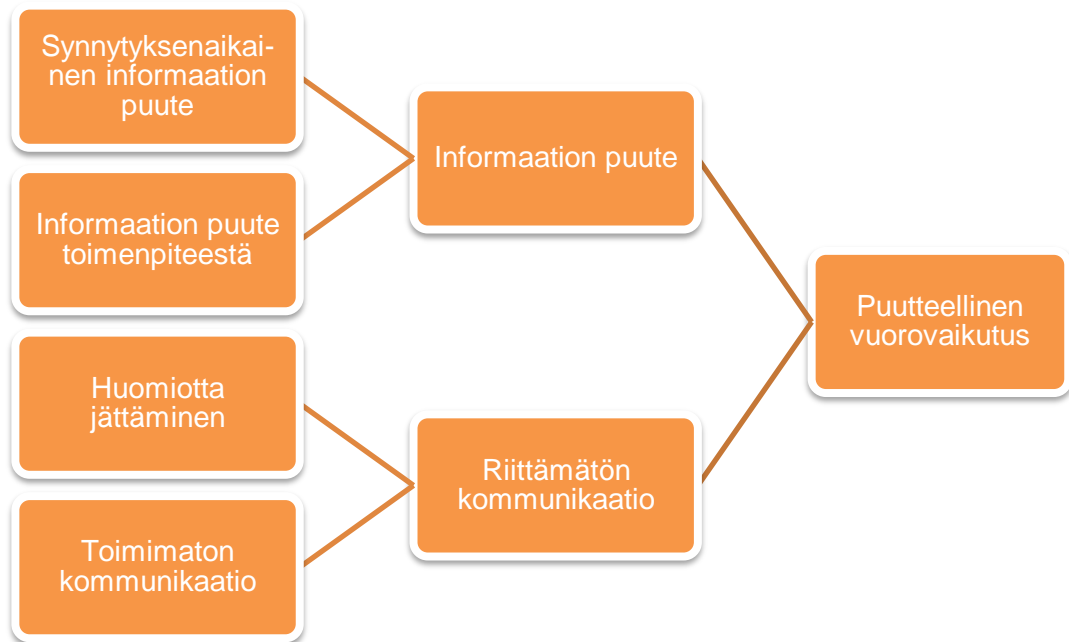 Synnytyksenaikai-
nen informaation
puute
Informaation puute
toimenpiteestä
Huomiotta
jättäminen
Toimimaton
kommunikaatio
Informaation puute
Riittämätön
kommunikaatio
Puutteellinen
vuorovaikutus